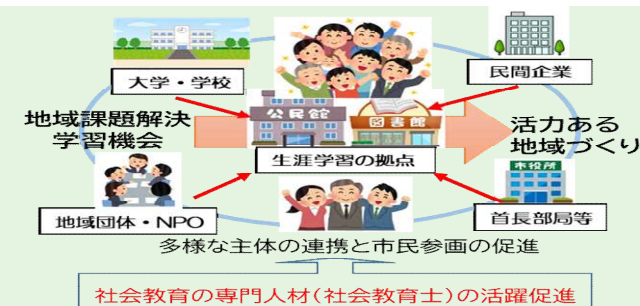 大学・学校
民間企業
地域課題解決
学習機会
公民館
図書館
生涯学習の拠点
活力ある
地域づくり
市役所
地域団体・NPO
首長部局等
多様な主体の連携と市民参画の促進
社会教育の専門人材(社会教育士)の活躍促進